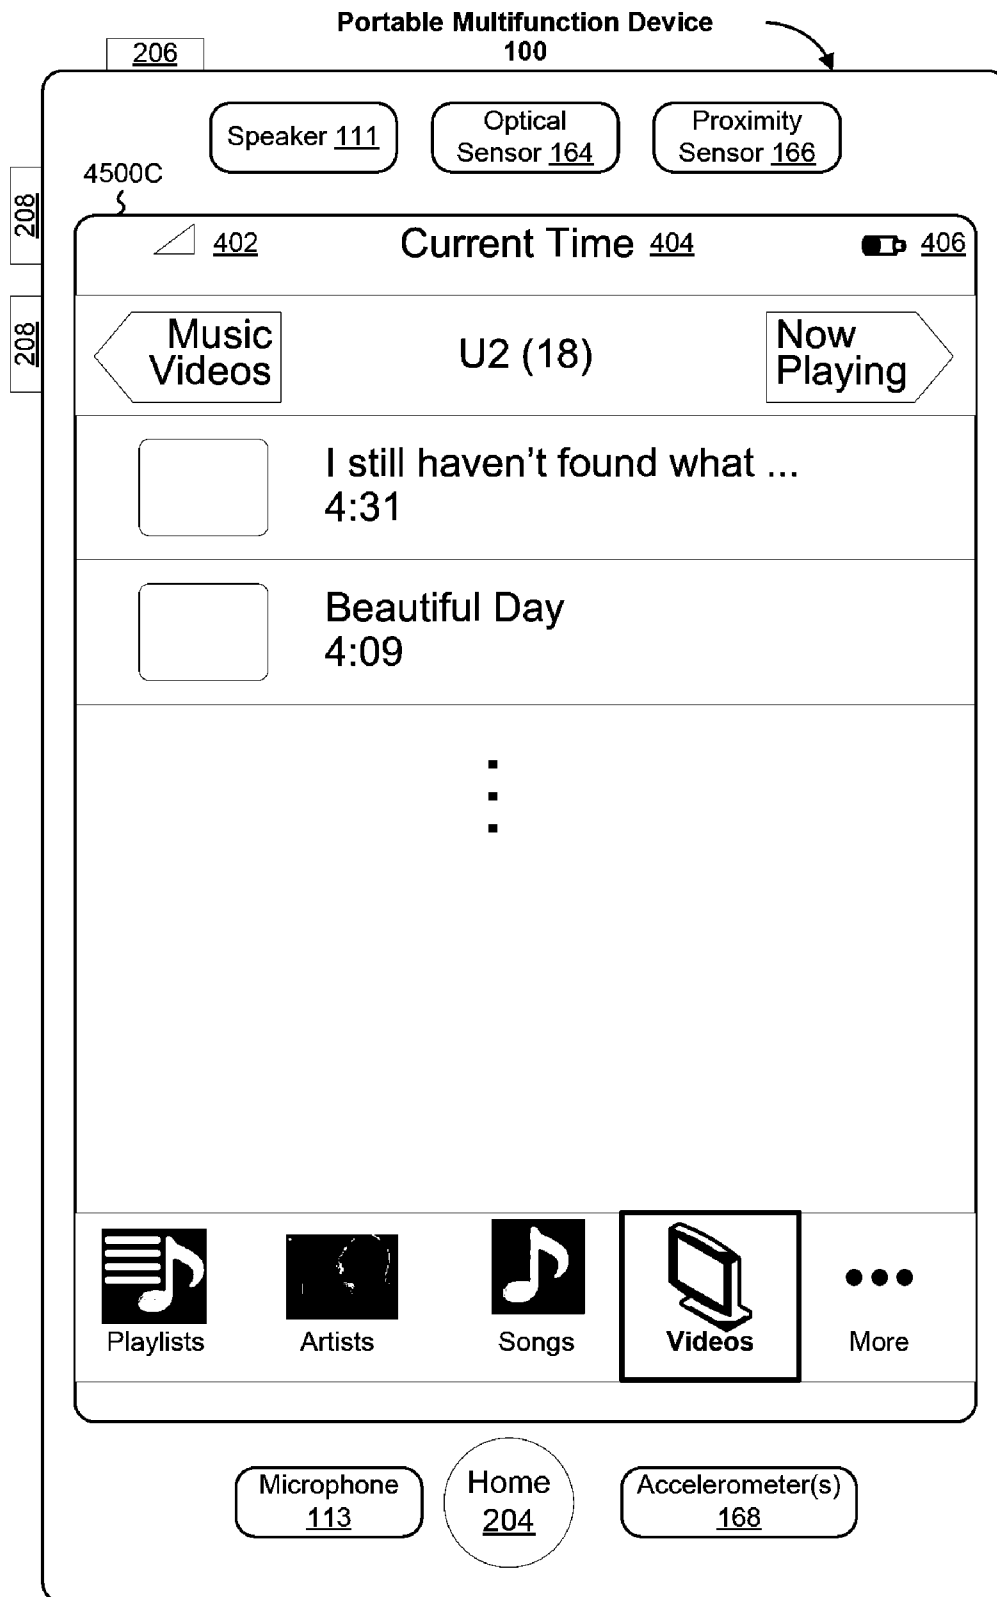 Portable Multifunction Device
100
206
Speaker 111
Optical
Sensor 164
Proximity
Sensor 166
4500C
208
208
402
Current Time 404
406
Music
Videos
U2 (18)
Now
Playing
I still haven't found what ...
4:31
Beautiful Day
4:09
Playlists
Artists
Songs
Videos
More
Microphone
113
Home
204
Accelerometer(s)
168